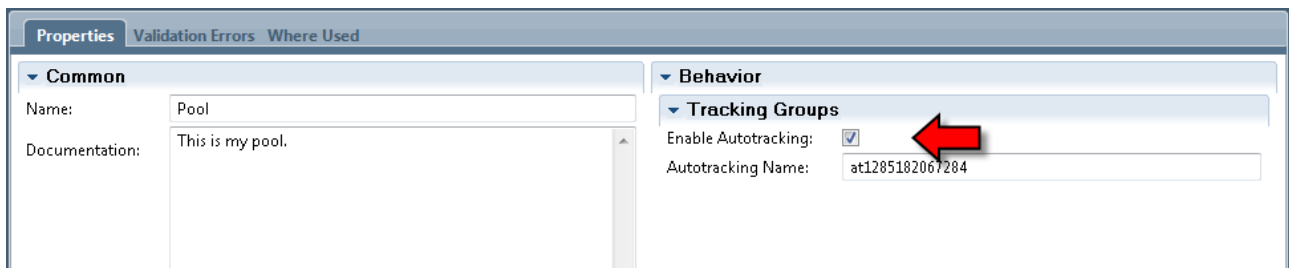 Properties Validation Errors Where Used
Common
Name: Pool
Documentation: This is my pool.
Behavior
Tracking Groups
Enable Autotracking:
Autotracking Name: at1285182067284